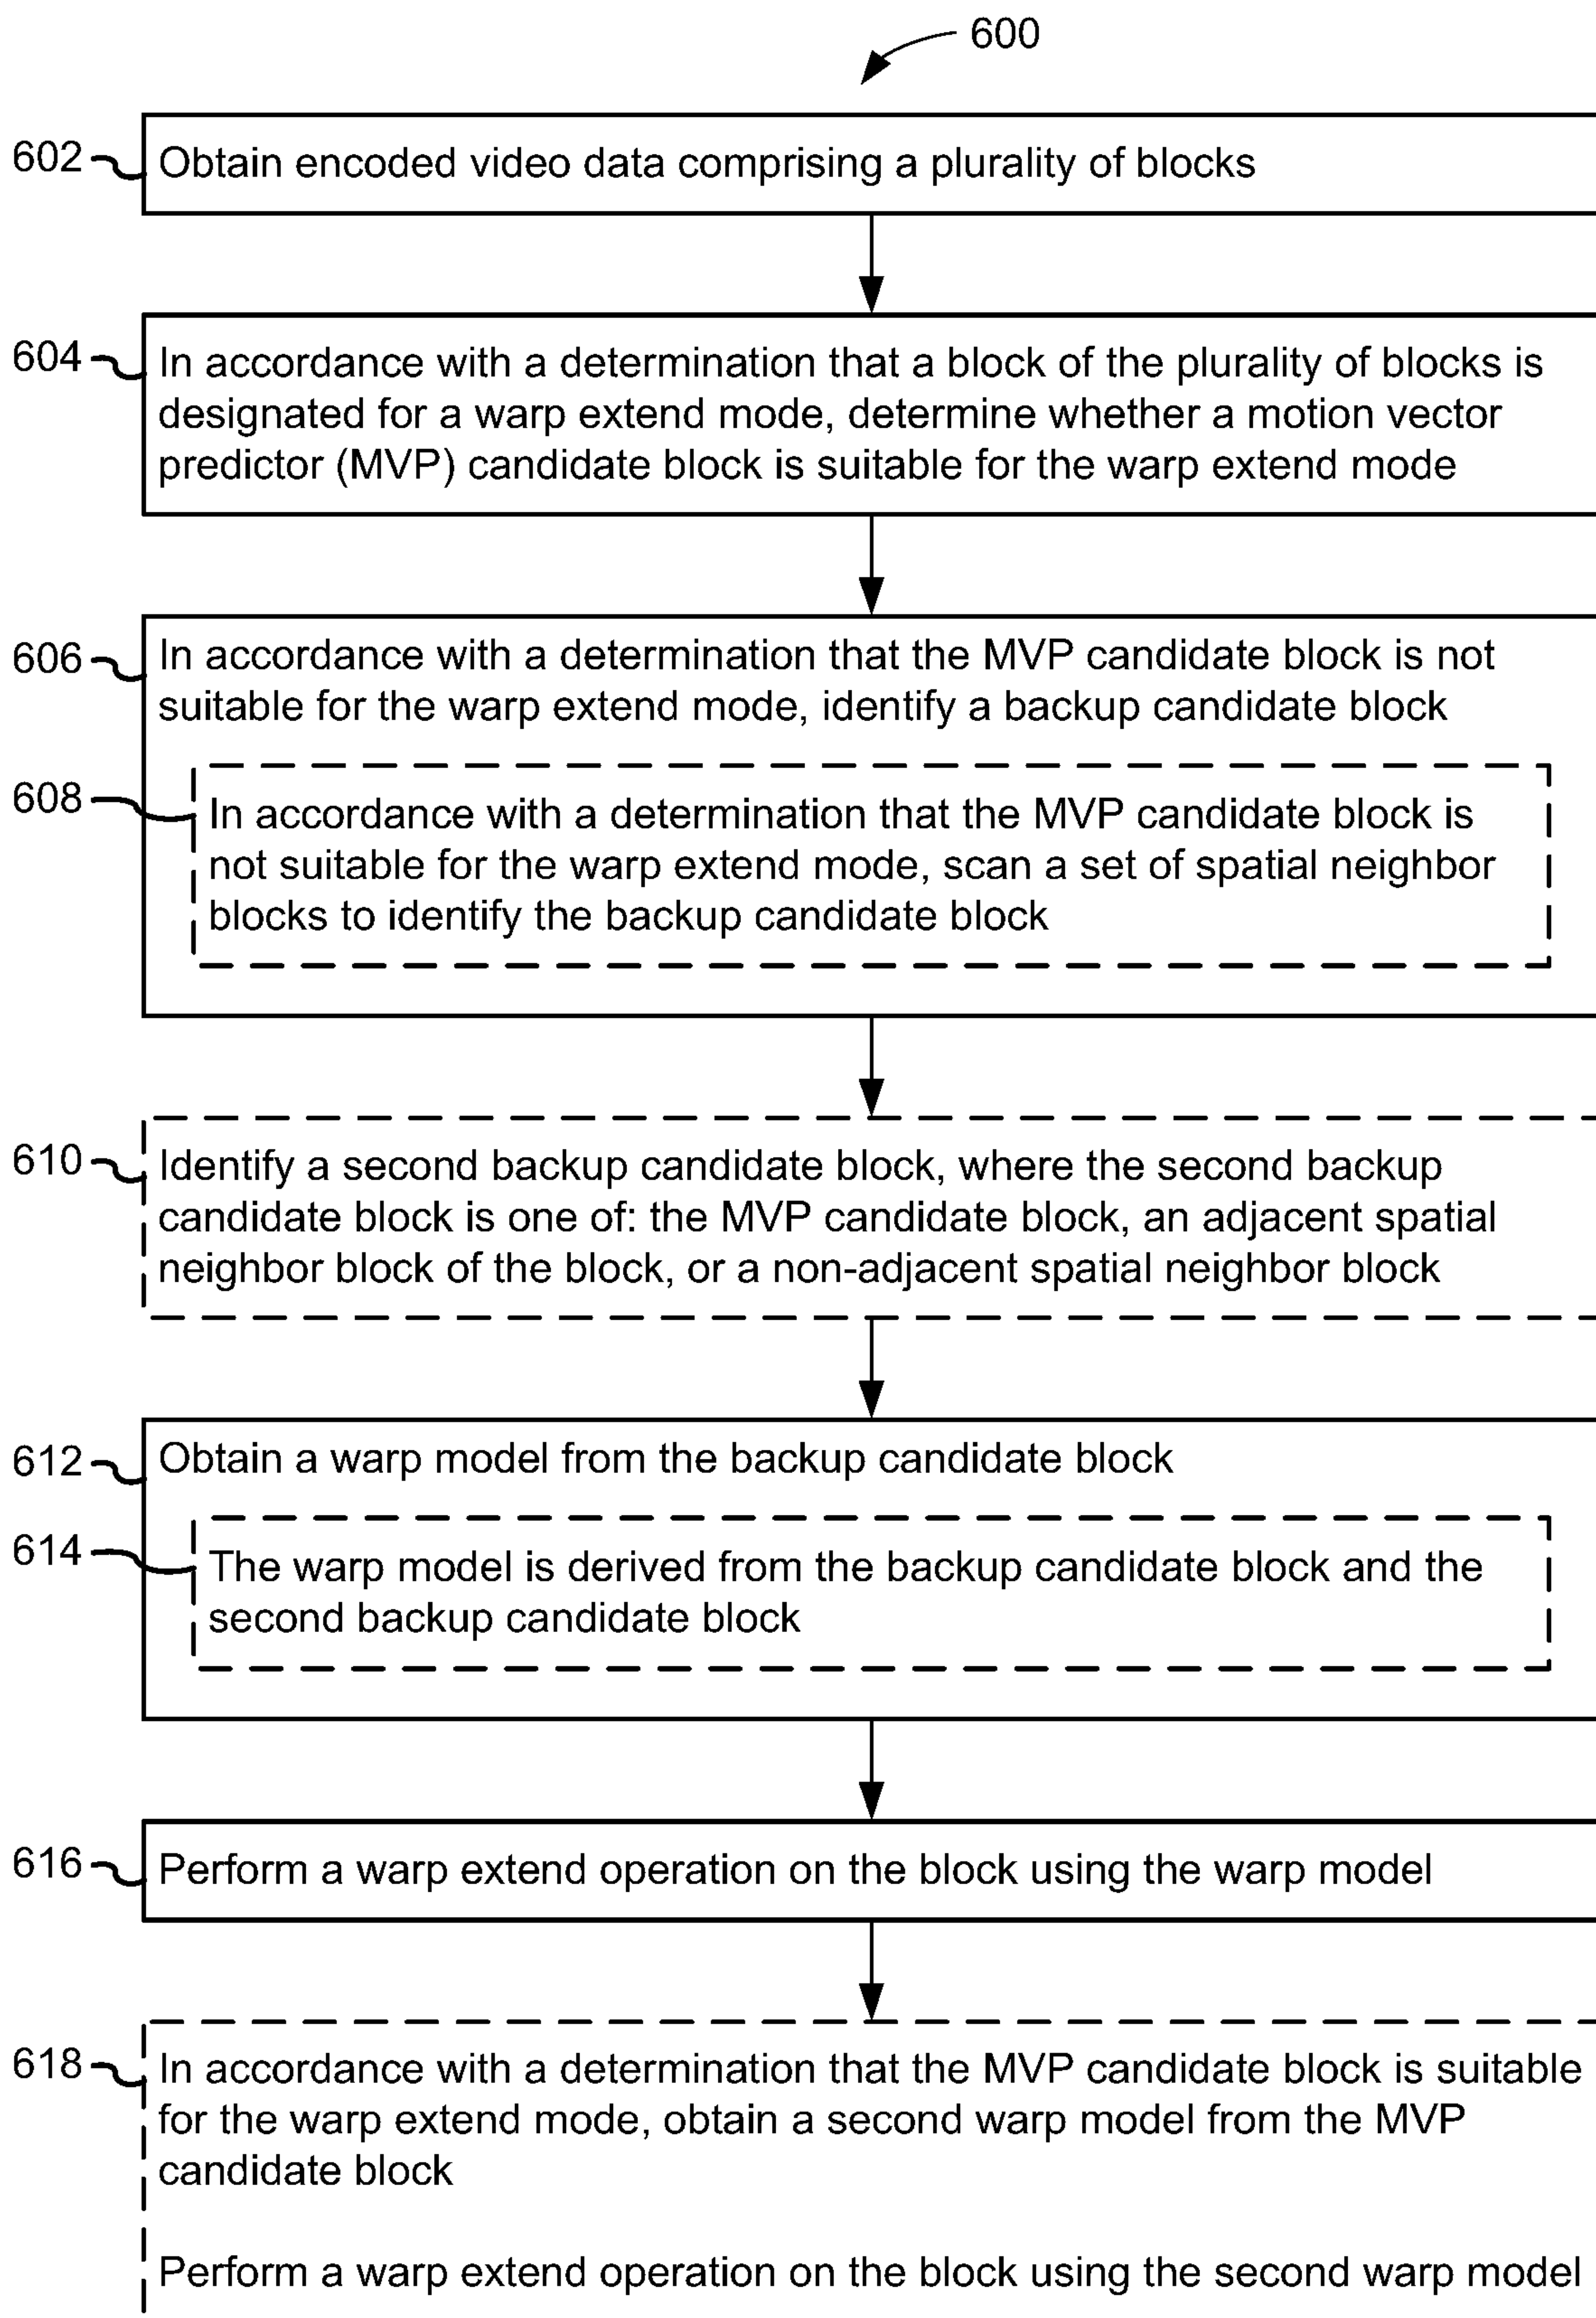 600
602
Obtain encoded video data comprising a plurality of blocks
604
In accordance with a determination that a block of the plurality of blocks is
designated for a warp extend mode, determine whether a motion vector
predictor (MVP) candidate block is suitable for the warp extend mode
606
In accordance with a determination that the MVP candidate block is not
suitable for the warp extend mode, identify a backup candidate block
608
In accordance with a determination that the MVP candidate block is
not suitable for the warp extend mode, scan a set of spatial neighbor
blocks to identify the backup candidate block
610
Identify a second backup candidate block, where the second backup
candidate block is one of: the MVP candidate block, an adjacent spatial
neighbor block of the block, or a non-adjacent spatial neighbor block
612
Obtain a warp model from the backup candidate block
614
The warp model is derived from the backup candidate block and the
second backup candidate block
616
Perform a warp extend operation on the block using the warp model
618
In accordance with a determination that the MVP candidate block is suitable
for the warp extend mode, obtain a second warp model from the MVP
candidate block
Perform a warp extend operation on the block using the second warp model